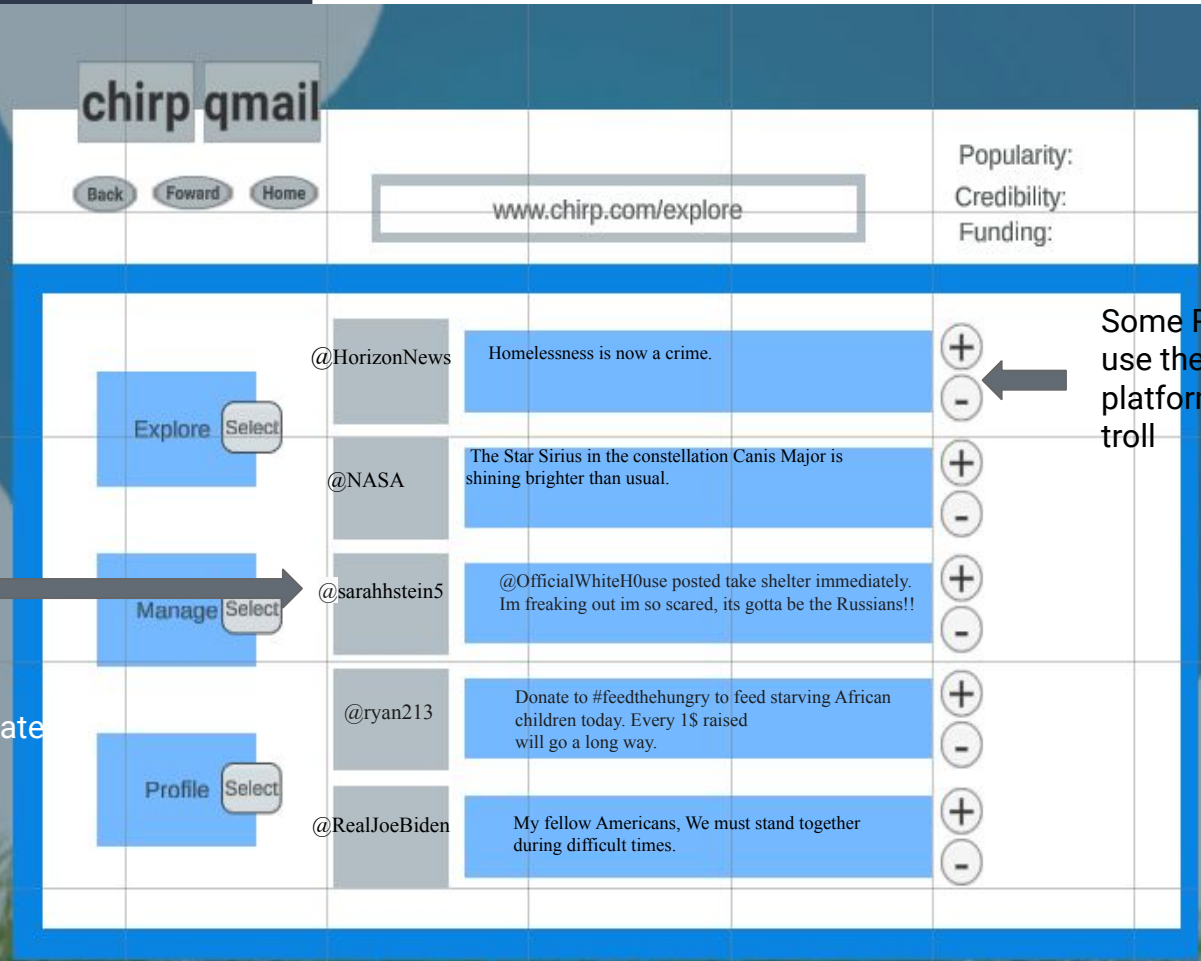 chirp qmail
Back Foward Home
www.chirp.com/explore
Popularity:
Credibility:
Funding:
Explore Select
Manage Select
Profile Select
@HorizonNews
Homelessness is now a crime.
@NASA
The Star Sirius in the constellation Canis Major is
shining brighter than usual.
@sarahhstein5
@OfficialWhiteH0use posted take shelter immediately.
Im freaking out im so scared, its gotta be the Russians!!
@ryan213
Donate to #feedthehungry to feed starving African
children today. Every 1$ raised
will go a long way.
@RealJoeBiden
My fellow Americans, We must stand together
during difficult times.
+
-
+
-
+
-
+
-
+
-
Some
use the
troll